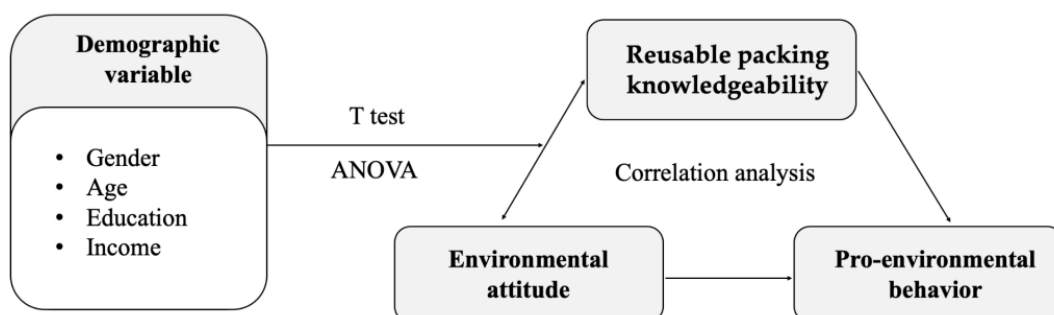 Demographic
variable
• Gender
• Age
• Education
• Income
T test
ANOVA
Reusable packing
knowledgeability
Correlation analysis
Environmental
attitude
Pro-environmental
behavior